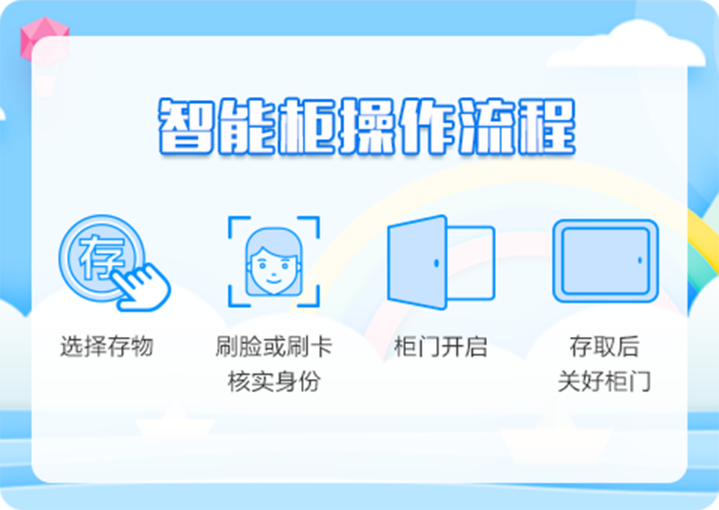 智能柜操作流程
存
选择存物
刷脸或刷卡
核实身份
柜门开启
存取后
关好柜门